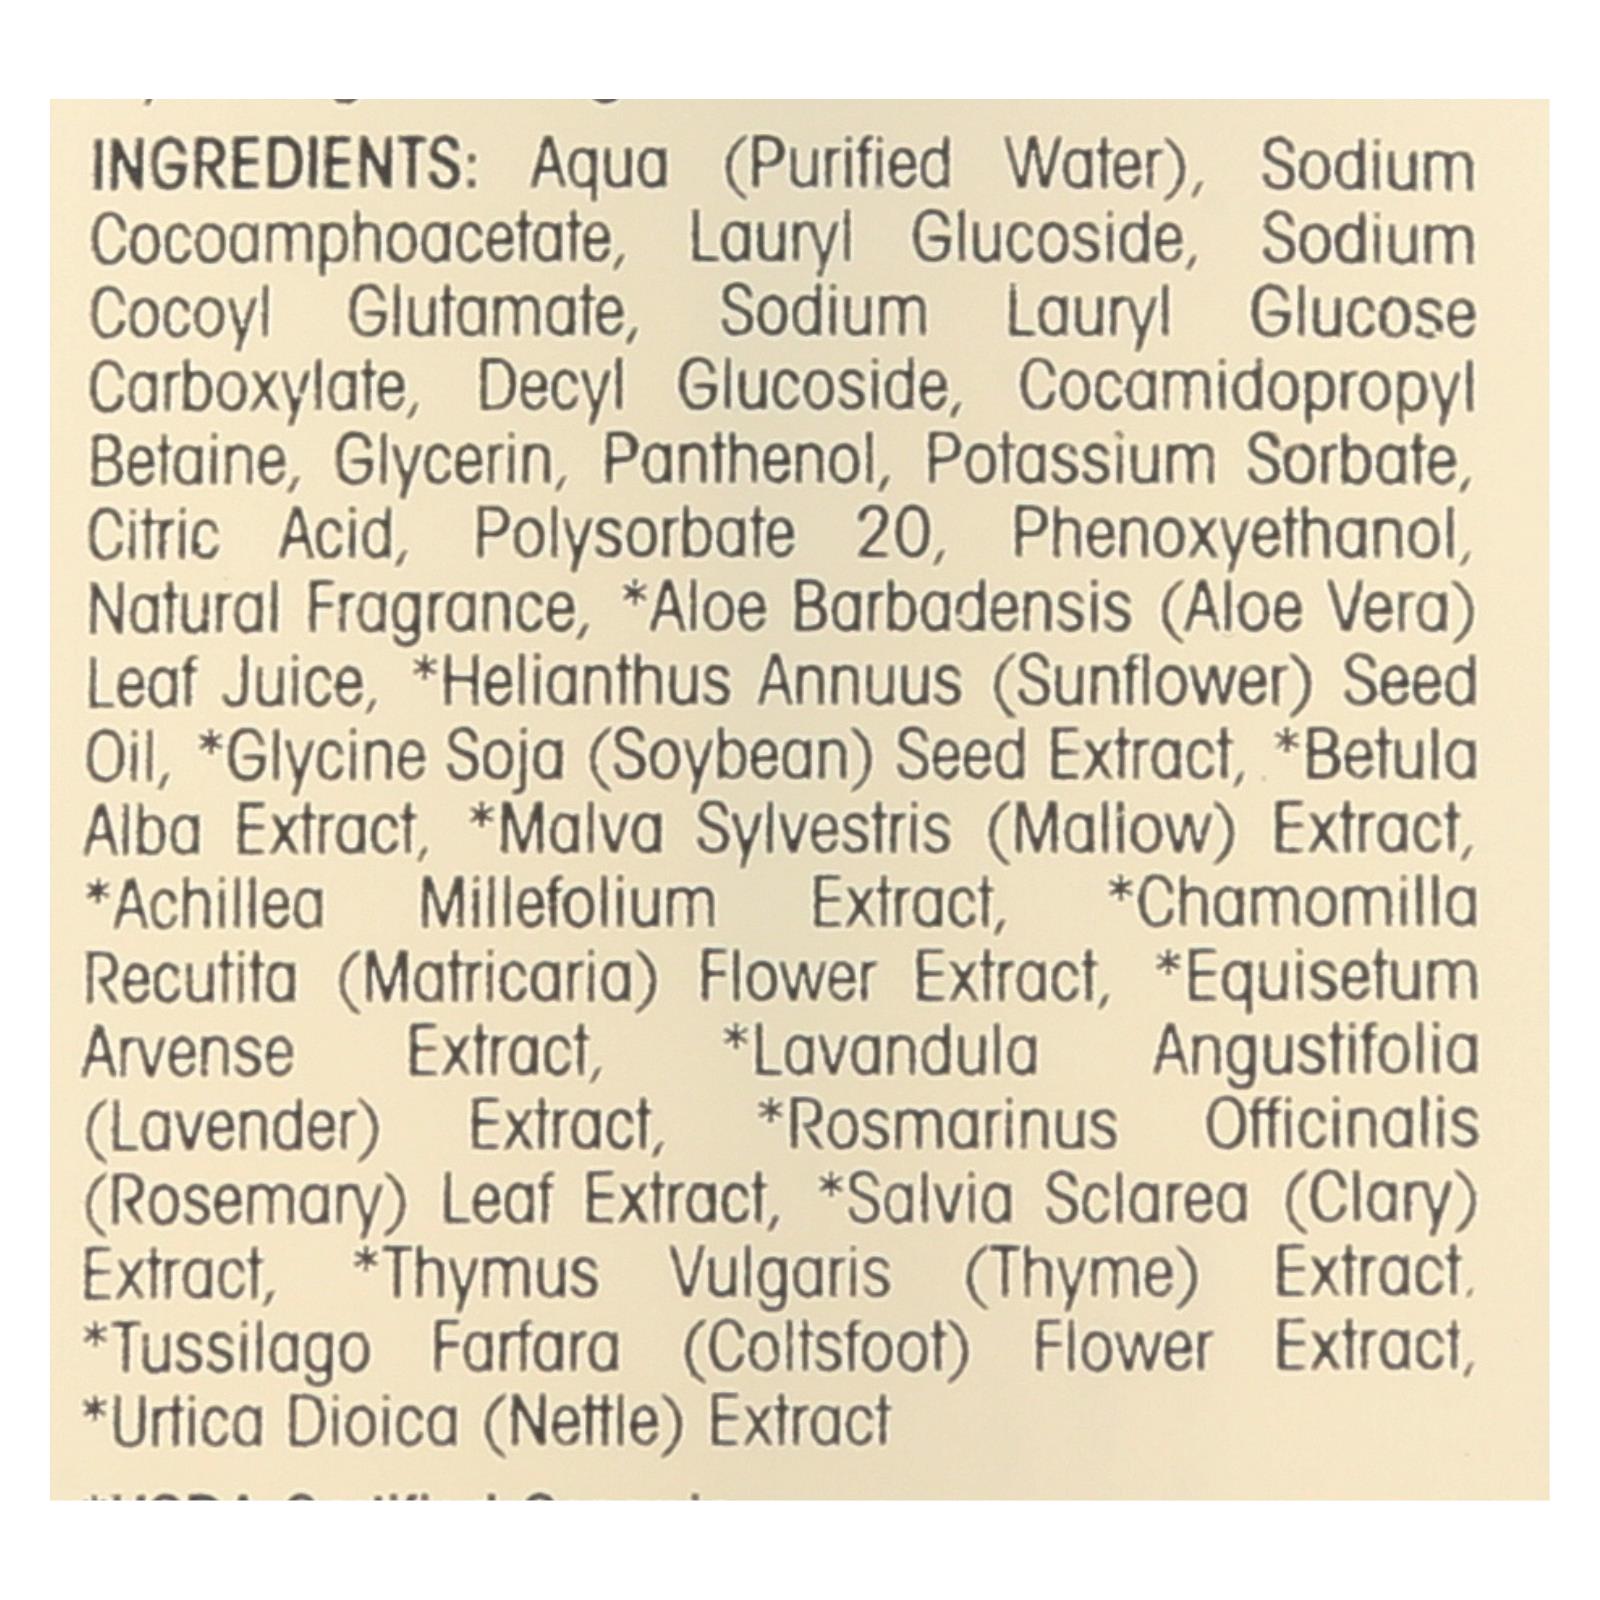 INGREDIENTS: Aqua (Purified Water), Sodium
Cocoamphoacetate, Lauryl Glucoside, Sodium
Cocoyl Glutamate, Sodium Lauryl Glucose
Carboxylate, Decyl Glucoside, Cocamidopropyl
Betaine, Glycerin, Panthenol, Potassium Sorbate,
Citric Acid, Polysorbate 20, Phenoxyethanol,
Natural Fragrance, *Aloe Barbadensis (Aloe Vera)
Leaf Juice, *Helianthus Annuus (Sunflower) Seed
Oil, *Glycine Soja (Soybean) Seed Extract, *Betula
Alba Extract, *Malva Sylvestris (Mallow) Extract,
*Achillea Millefolium Extract, *Chamomilla
Recutita (Matricaria) Flower Extract, *Equisetum
Arvense Extract, *Lavandula Angustifolia
(Lavender) Extract, *Rosmarinus Officinalis
(Rosemary) Leaf Extract, *Salvia Sclarea (Clary)
Extract, *Thymus Vulgaris (Thyme) Extract,
*Tussilago Farfara (Coltsfoot) Flower Extract,
*Urtica Dioica (Nettle) Extract